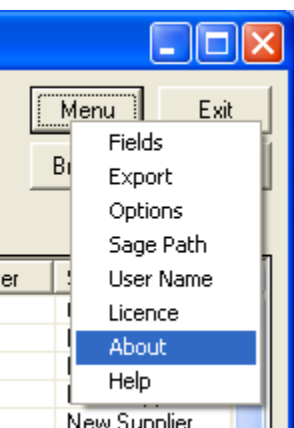 Menu Exit
Fields
Export
Options
Sage Path
User Name
Licence
About
Help
New Supplier